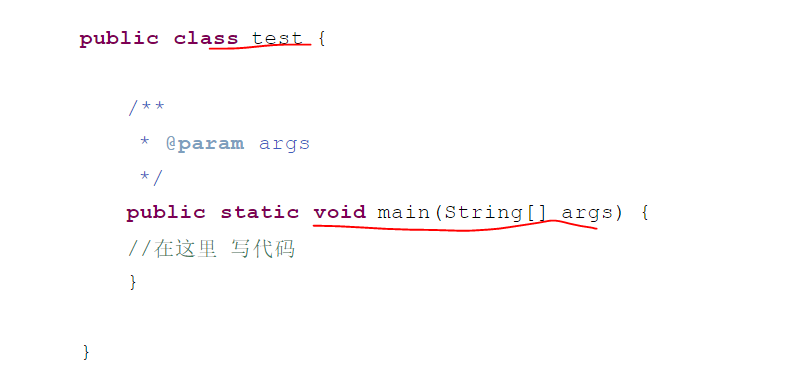 public class test {
/**
* @param args
*/
public static void main(String[] args) {
//在这里 写代码
}
}